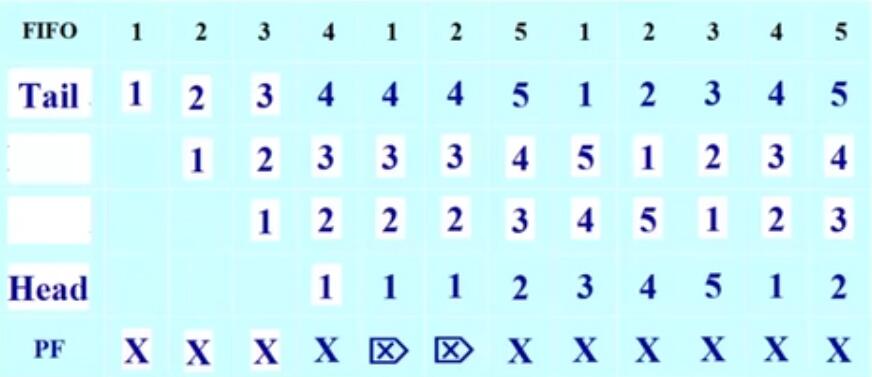 FIFO 1 2 3 4 1 2 5 1 2 3 4 5
Tail 1 2 3 4 4 4 5 1 2 3 4 5
1 2 3 3 3 4 5 1 2 3 4
1 2 2 2 3 4 5 1 2 3
Head 1 1 1 2 3 4 5 1 2
PF X X X X ⌦ ⌦ X X X X X X